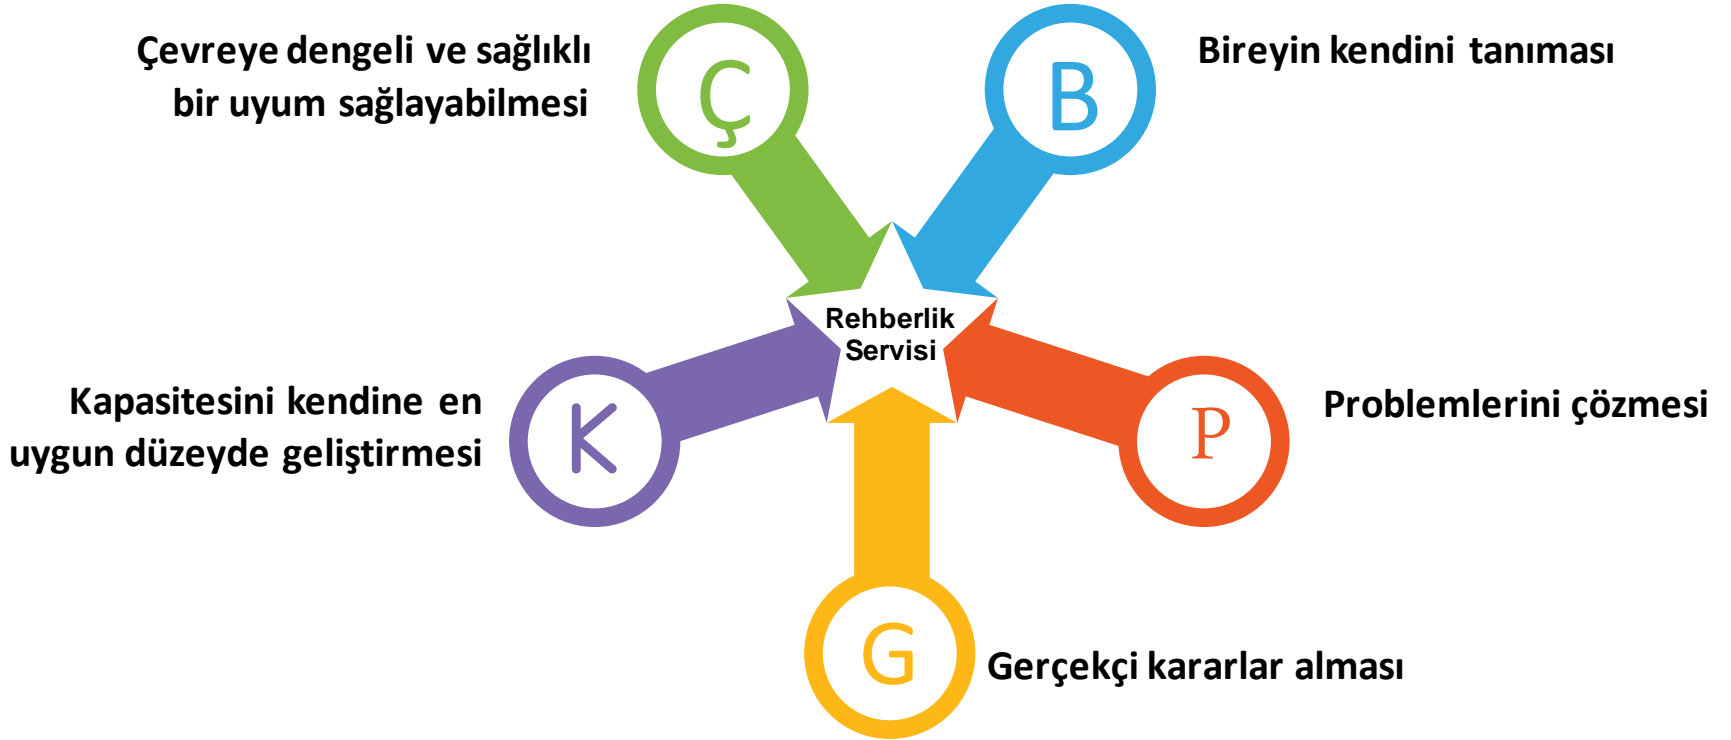 Çevreye dengeli ve sağlıklı
bir uyum sağlayabilmesi
Ç
B
Bireyin kendini tanıması
Rehberlik
Servisi
Kapasitesini kendine en
uygun düzeyde geliştirmesi
K
P
Problemlerini çözmesi
G
Gerçekçi kararlar alması